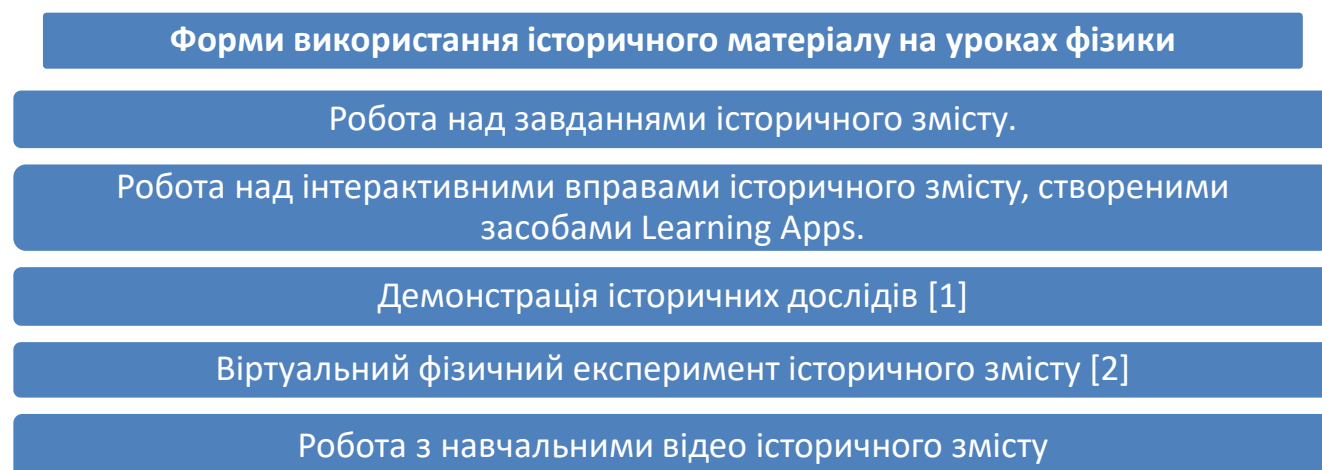 Форми використання історичного матеріалу на уроках фізики
Робота над завданнями історичного змісту.
Робота над інтерактивними вправами історичного змісту, створеними
засобами Learning Apps.
Демонстрація історичних дослідів [1]
Віртуальний фізичний експеримент історичного змісту [2]
Робота з навчальними відео історичного змісту